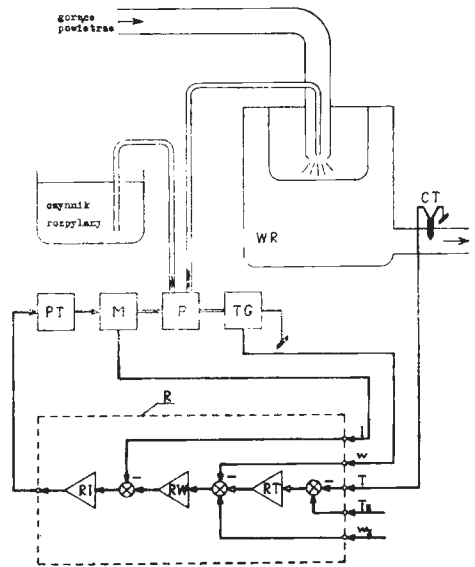 gorące
powietrze
CT
czynnik
rozpylany
WR
PT M P TG
R
I
w
T
RI RW RT